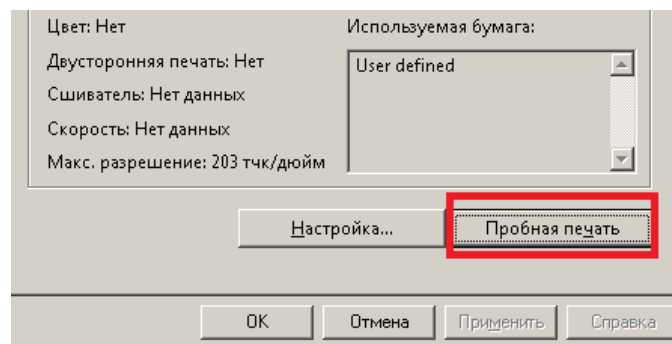 Цвет: Нет
Используемая бумага:
Двусторонняя печать: Нет
User defined
Сшиватель: Нет данных
Скорость: Нет данных
Макс. разрешение: 203 тчк/дюйм
Настройка...
Пробная печать
OK
Отмена
Применить
Справка